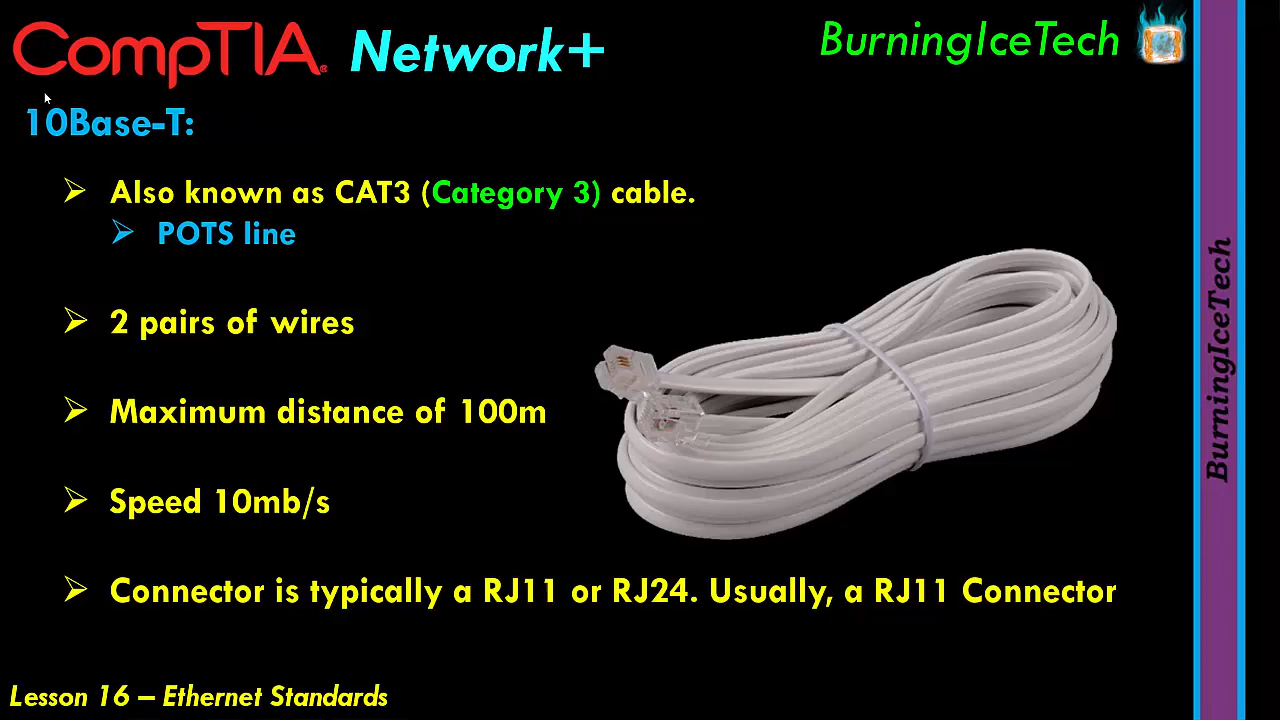 CompTIA® Network+
BurningIceTech
10Base-T:
Also known as CAT3 (Category 3) cable.
POTS line
2 pairs of wires
Maximum distance of 100m
Speed 10mb/s
Connector is typically a RJ11 or RJ24. Usually, a RJ11 Connector
Lesson 16 – Ethernet Standards
BurningIceTech